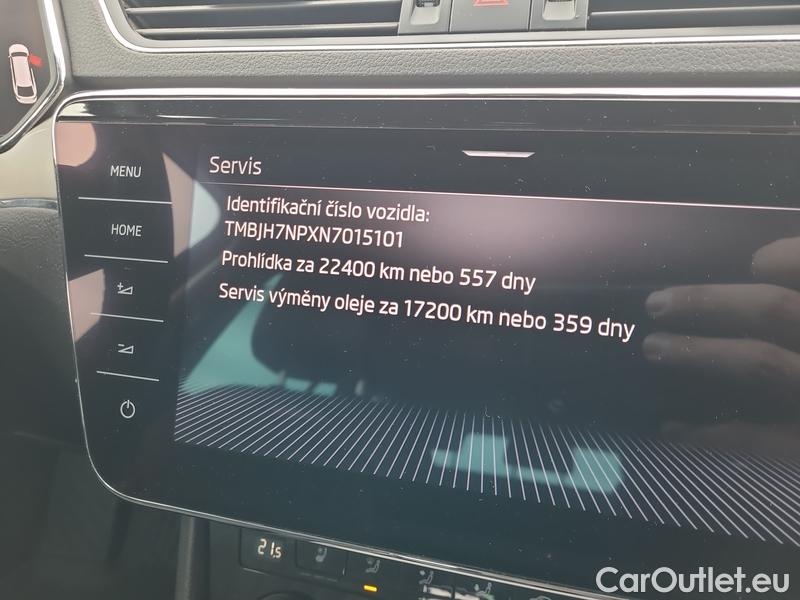 Servis
MENU
Identifikační číslo vozidla:
TMBJH7NPXN7015101
HOME
Prohlídka za 22400 km nebo 557 dny
Servis výměny oleje za 17200 km nebo 359 dny
21,5
CarOutlet.eu